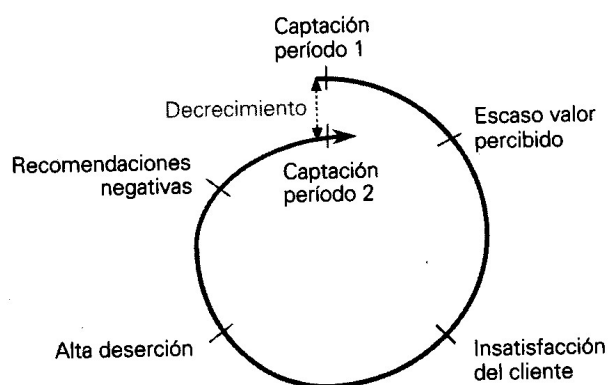 Captación
período 1
Decrecimiento
Escaso valor
percibido
Recomendaciones
negativas
Captación
período 2
Alta deserción
Insatisfacción
del cliente